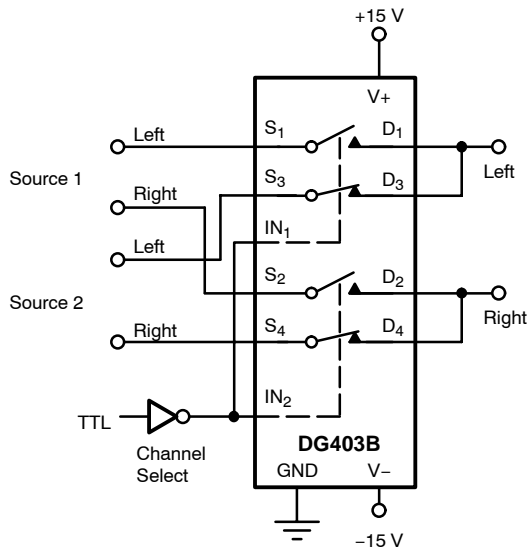 +15 V
V+
Left
S1
D1
Source 1
Left
S3
D3
Right
IN1
Left
S2
D2
Source 2
Right
Right
S4
D4
IN2
TTL
Channel
Select
DG403B
GND
V−
−15 V